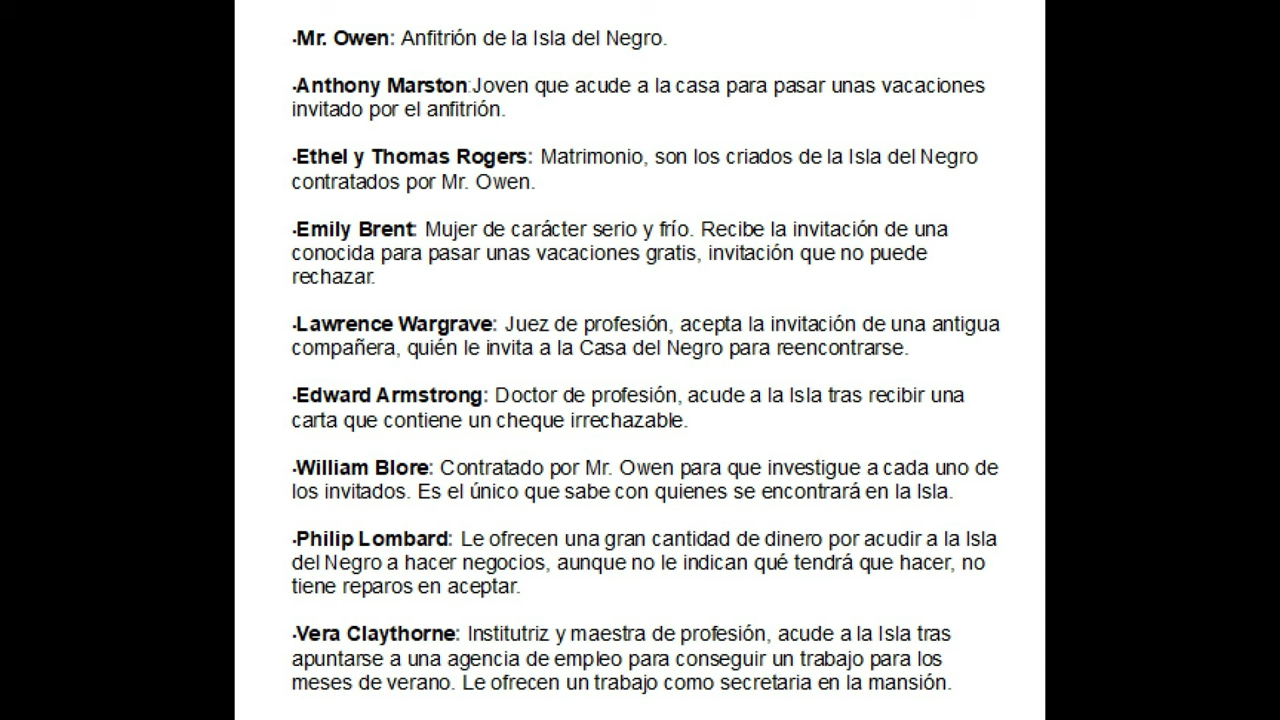 ·Mr. Owen: Anfitrión de la Isla del Negro.
·Anthony Marston:Joven que acude a la casa para pasar unas vacaciones
invitado por el anfitrión.
·Ethel y Thomas Rogers: Matrimonio, son los criados de la Isla del Negro
contratados por Mr. Owen.
·Emily Brent: Mujer de carácter serio y frío. Recibe la invitación de una
conocida para pasar unas vacaciones gratis, invitación que no puede
rechazar.
·Lawrence Wargrave: Juez de profesión, acepta la invitación de una antigua
compañera, quién le invita a la Casa del Negro para reencontrarse.
·Edward Armstrong: Doctor de profesión, acude a la Isla tras recibir una
carta que contiene un cheque irrechazable.
·William Blore: Contratado por Mr. Owen para que investigue a cada uno de
los invitados. Es el único que sabe con quienes se encontrará en la Isla.
·Philip Lombard: Le ofrecen una gran cantidad de dinero por acudir a la Isla
del Negro a hacer negocios, aunque no le indican qué tendrá que hacer, no
tiene reparos en aceptar.
·Vera Claythorne: Institutriz y maestra de profesión, acude a la Isla tras
apuntarse a una agencia de empleo para conseguir un trabajo para los
meses de verano. Le ofrecen un trabajo como secretaria en la mansión.